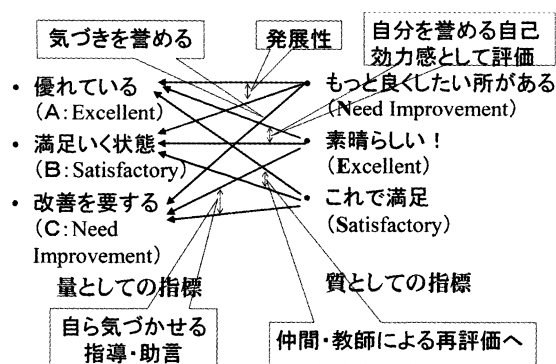 気づきを誉める
発展性
自分を誉める自己
効力感として評価
• 優れている
(A:Excellent)
• 満足いく状態
(B:Satisfactory)
• 改善を要する
(C:Need
Improvement)
• もっと良くしたい所がある
(Need Improvement)
• 素晴らしい！
(Excellent)
• これで満足
(Satisfactory)
量としての指標
質としての指標
自ら気づかせる
指導・助言
仲間・教師による再評価へ